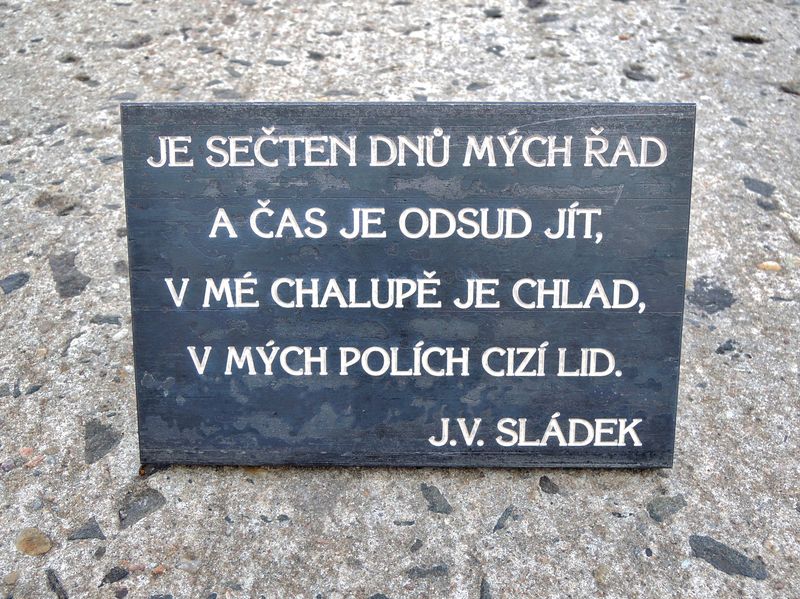 JE SEČTEN DNŮ MÝCH ŘAD
A ČAS JE ODSUD JÍT,
V MÉ CHALUPĚ JE CHLAD,
V MÝCH POLÍCH CIZÍ LID.
J.V. SLÁDEK